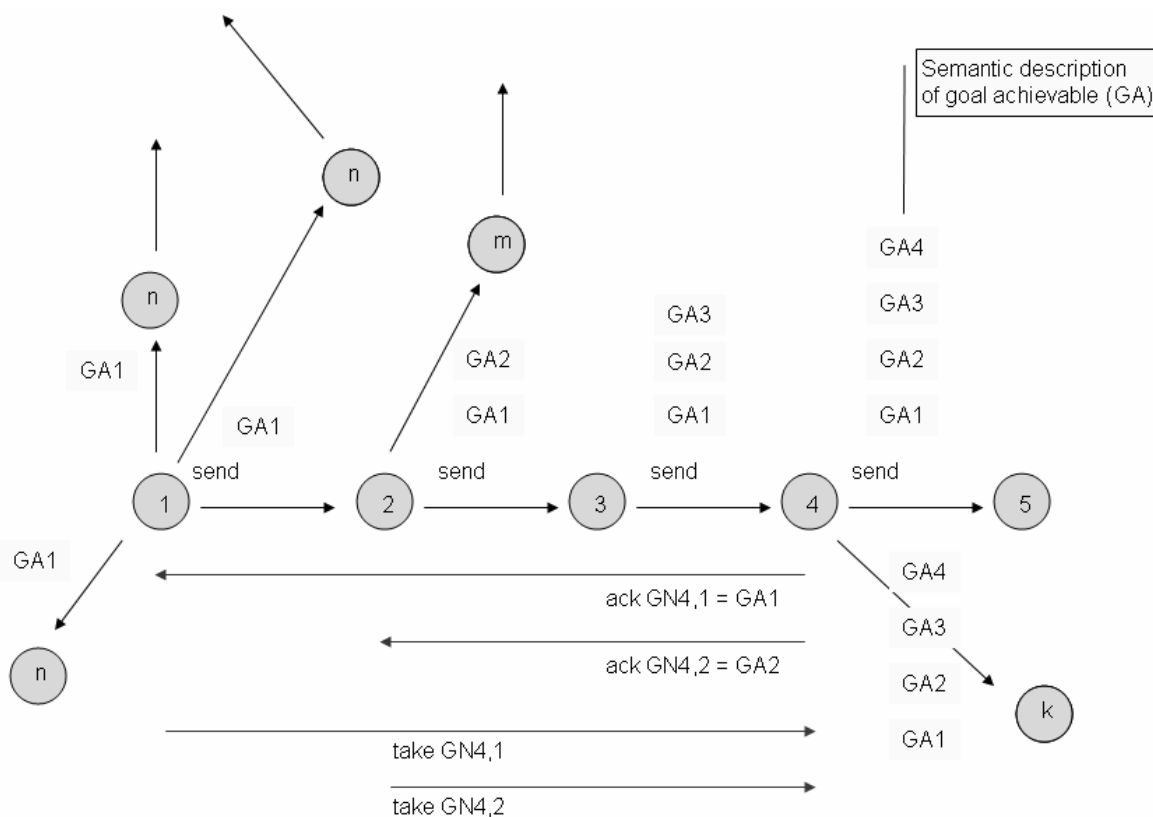 Semantic description
of goal achievable (GA)
n
m
GA4
n
GA3
GA3
GA1
GA2
GA2
GA2
GA1
GA1
GA1
GA1
send
send
send
send
1
2
3
4
5
GA1
GA4
ack GN4,1 = GA1
GA3
ack GN4,2 = GA2
n
GA2
k
GA1
take GN4,1
take GN4,2